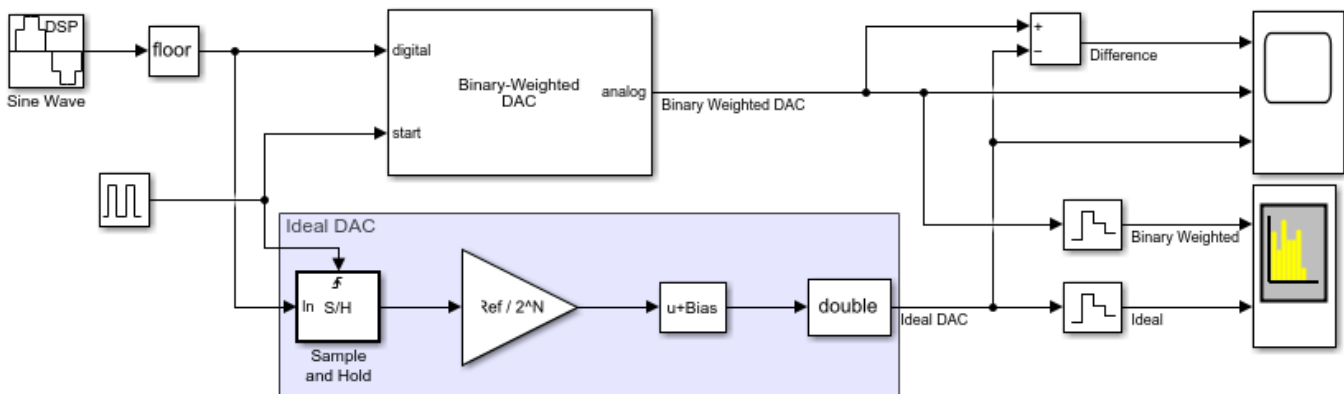 DSP
Sine Wave
floor
digital
start
Binary-Weighted
DAC
analog
Binary Weighted DAC
+
−
Difference
Ideal DAC
In
S/H
Sample
and Hold
Ref / 2^N
u+Bias
double
Ideal DAC
Binary Weighted
Ideal